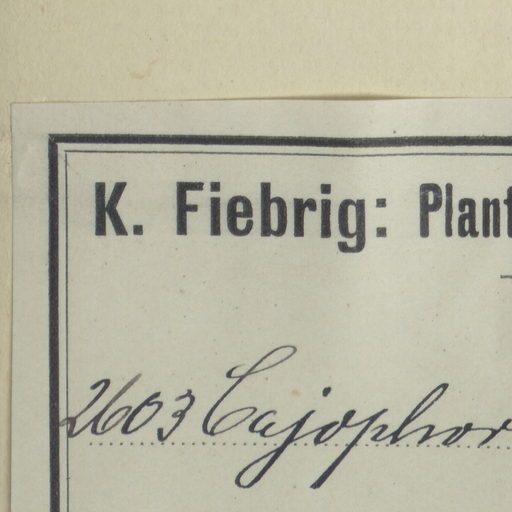 K. Fiebrig: Plant
2603 Cajophor